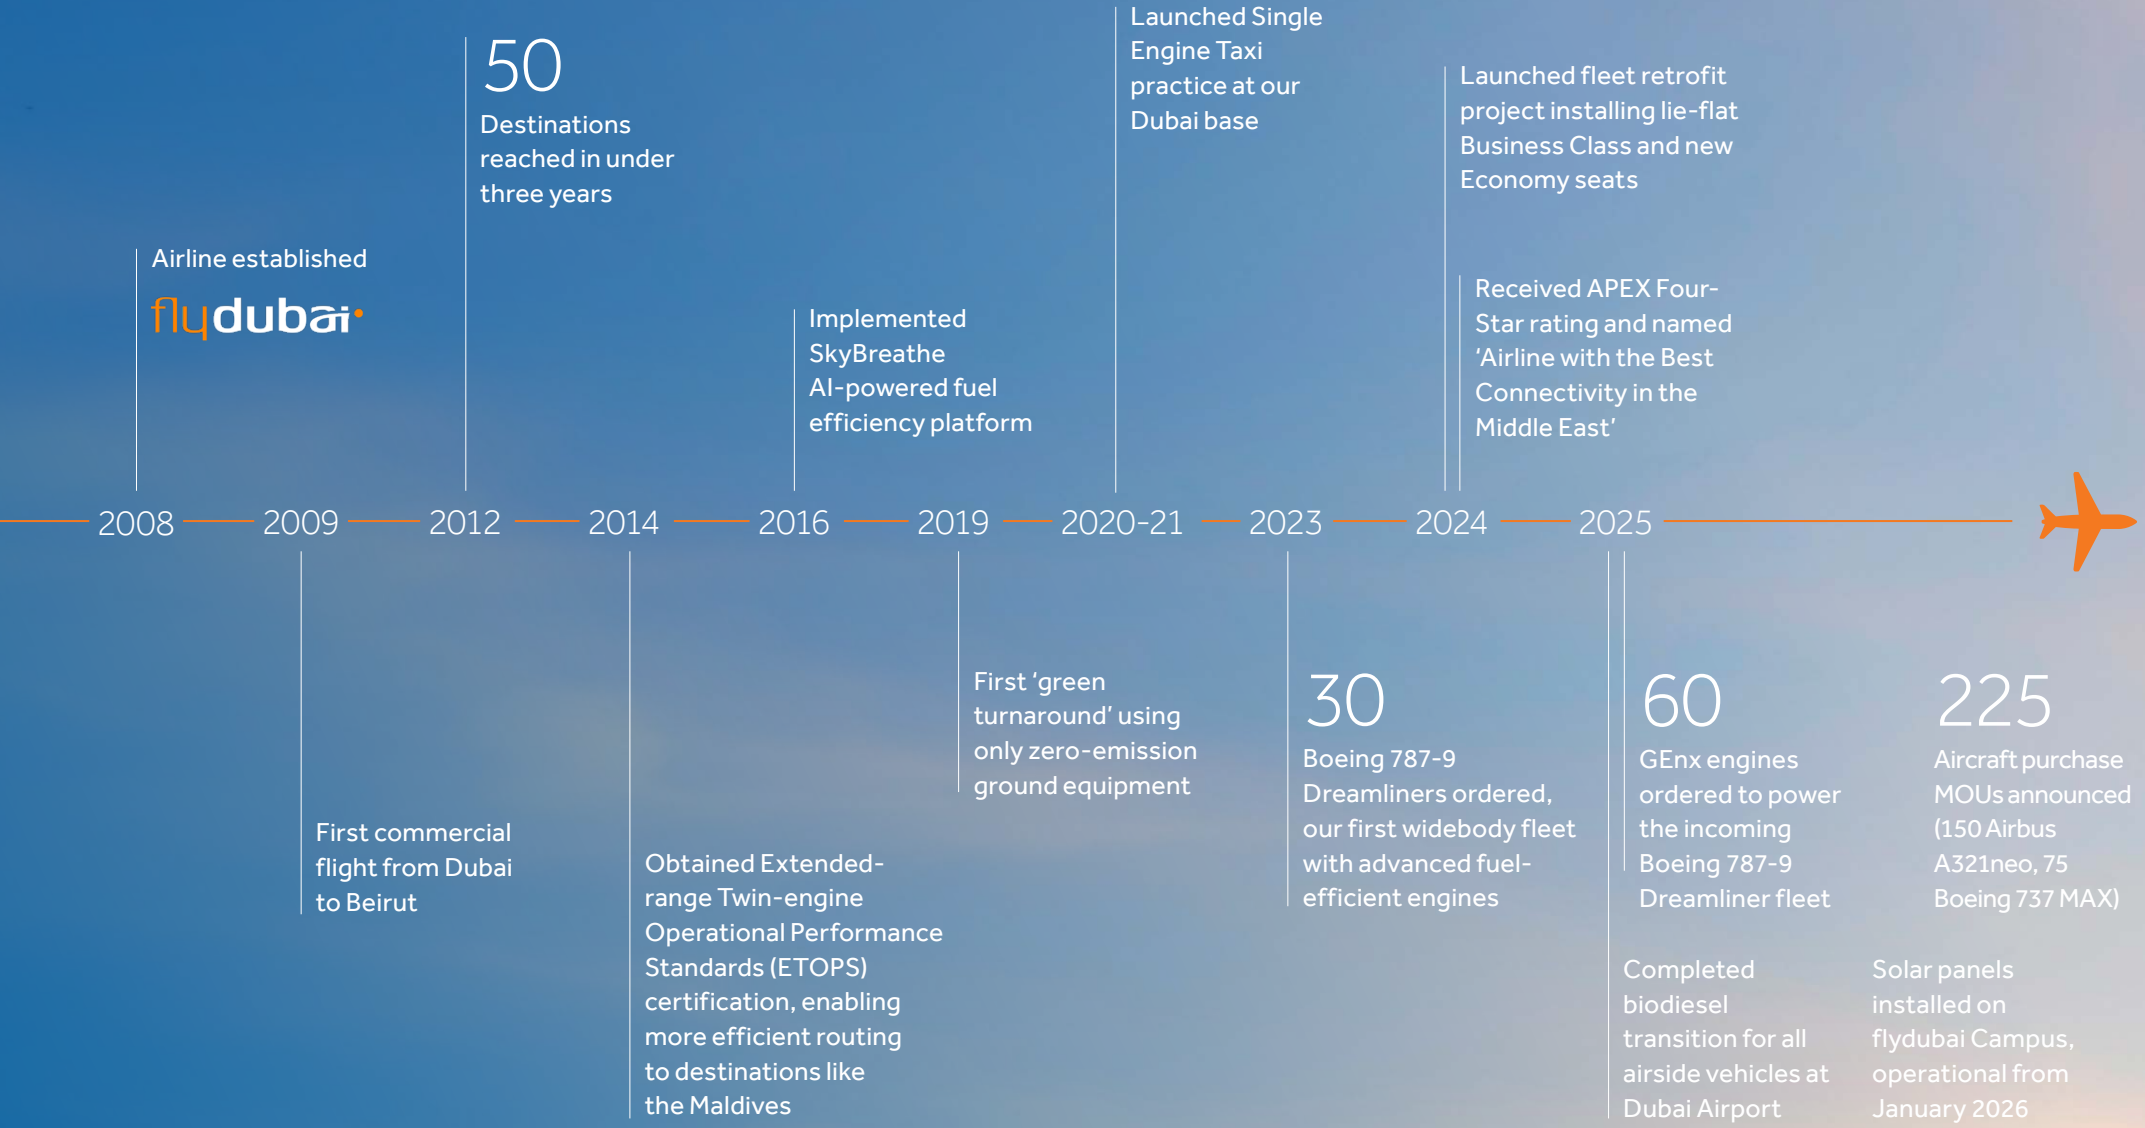 Airline established
flydubai
50
Destinations
reached in under
three years
Implemented
SkyBreathe
AI-powered fuel
efficiency platform
Launched Single
Engine Taxi
practice at our
Dubai base
Launched fleet retrofit
project installing lie-flat
Business Class and new
Economy seats
Received APEX Four-
Star rating and named
‘Airline with the Best
Connectivity in the
Middle East’
2008
2009
2012
2014
2016
2019
2020-21
2023
2024
2025
First commercial
flight from Dubai
to Beirut
Obtained Extended-
range Twin-engine
Operational Performance
Standards (ETOPS)
certification, enabling
more efficient routing
to destinations like
the Maldives
First ‘green
turnaround’ using
only zero-emission
ground equipment
30
Boeing 787-9
Dreamliners ordered,
our first widebody fleet
with advanced fuel-
efficient engines
60
GEnx engines
ordered to power
the incoming
Boeing 787-9
Dreamliner fleet
225
Aircraft purchase
MOUs announced
(150 Airbus
A321neo, 75
Boeing 737 MAX)
Completed
biodiesel
transition for all
airside vehicles at
Dubai Airport
Solar panels
installed on
flydubai Campus,
operational from
January 2026